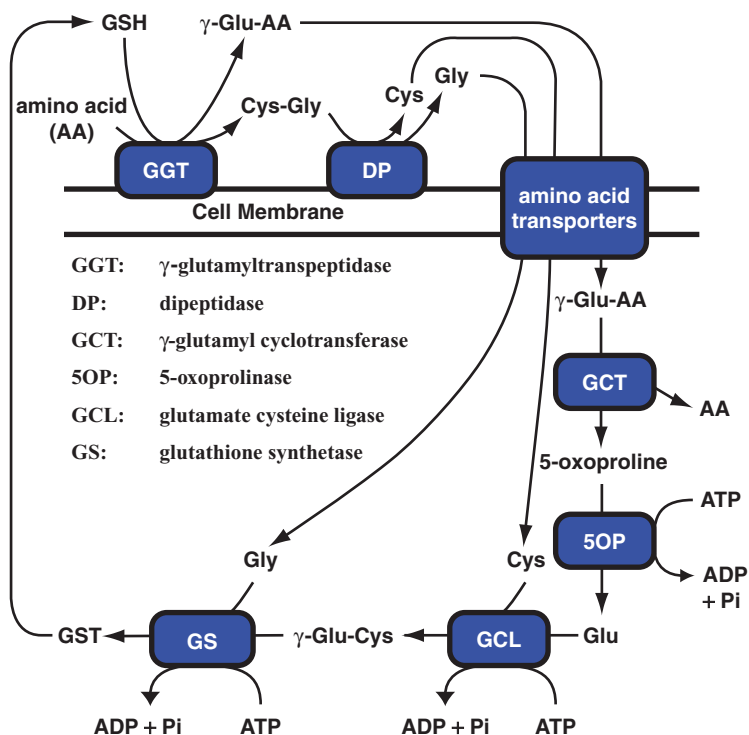 GSH
γ-Glu-AA
amino acid
(AA)
Cys-Gly
Cys
Gly
GGT
DP
amino acid
transporters
Cell Membrane
GGT: γ-glutamyltranspeptidase
DP: dipeptidase
GCT: γ-glutamyl cyclotransferase
5OP: 5-oxoprolinase
GCL: glutamate cysteine ligase
GS: glutathione synthetase
γ-Glu-AA
GCT
AA
5-oxoproline
ATP
5OP
ADP
+ Pi
Gly
Cys
GST
GS
γ-Glu-Cys
GCL
Glu
ADP + Pi
ATP
ADP + Pi
ATP